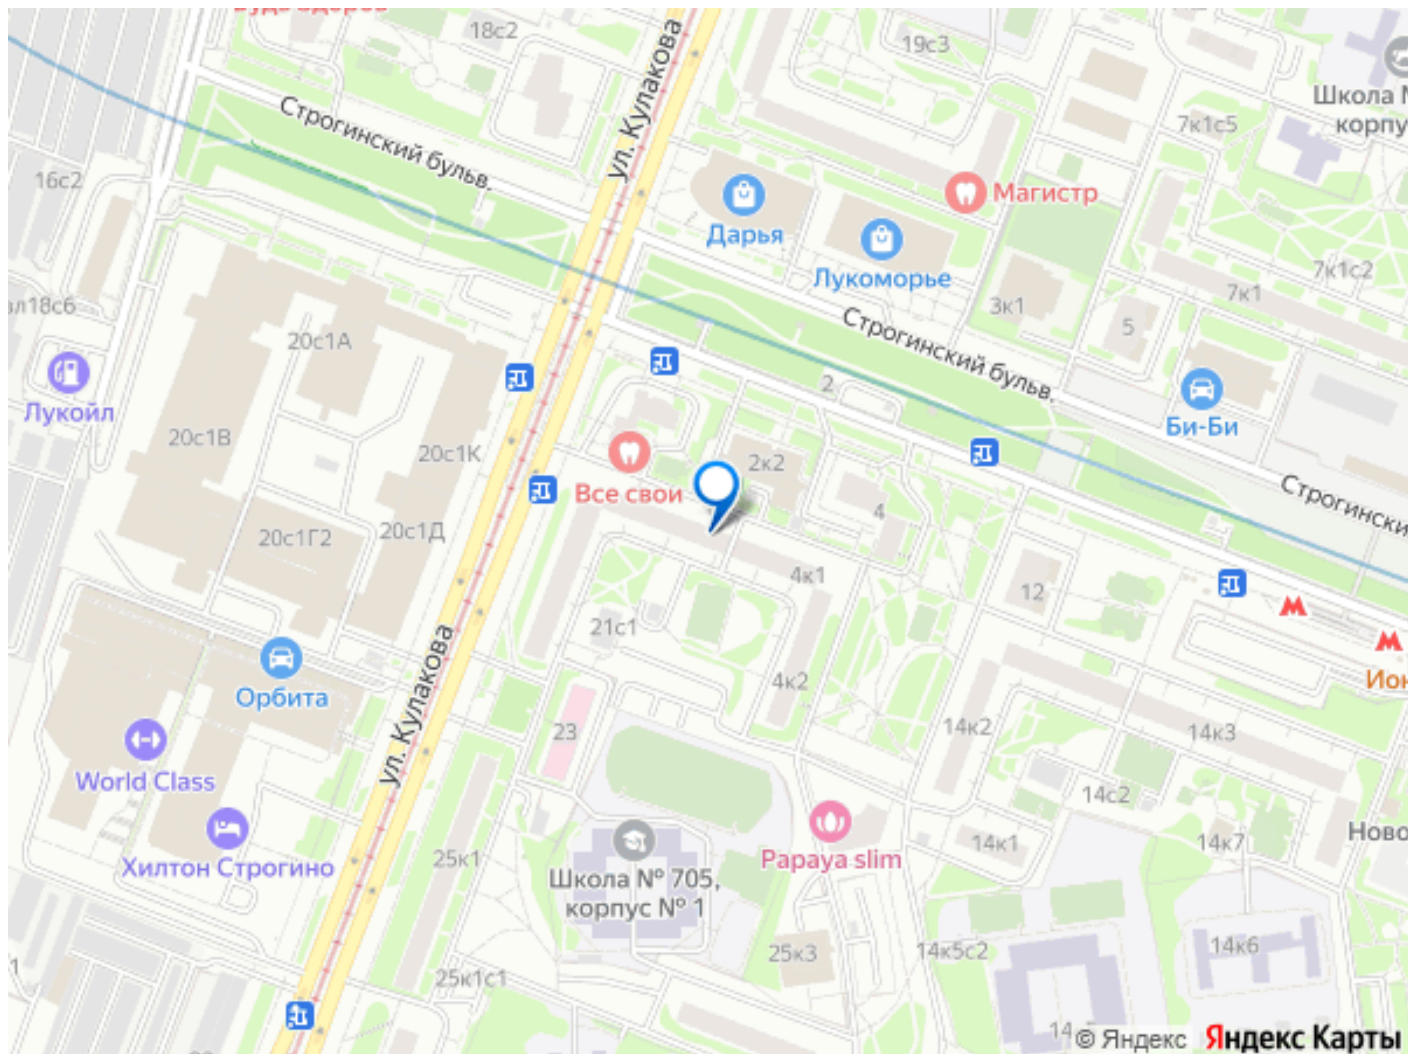 18с2
19с3
ул. Кулакова
Школа №
корпу
Строгинский бульв.
7к1с5
16с2
Магистр
Дарья
Лукоморье
7к1с2
7к1
3к1
18с6
5
20с1А
Строгинский бульв.
Лукойл
2
Би-Би
20с1В
20с1К
2к2
Все свои
Строгински
4
20с1Г2
20с1Д
4к1
12
21с1
Орбита
ул. Кулакова
4к2
Иок
23
14к2
14к3
World Class
14с2
Хилтон Строгино
25к1
Papaya slim
14к1
14к7
Ново
Школа № 705,
корпус № 1
25к3
14к5с2
14к6
25к1с1
© Яндекс Яндекс Карты